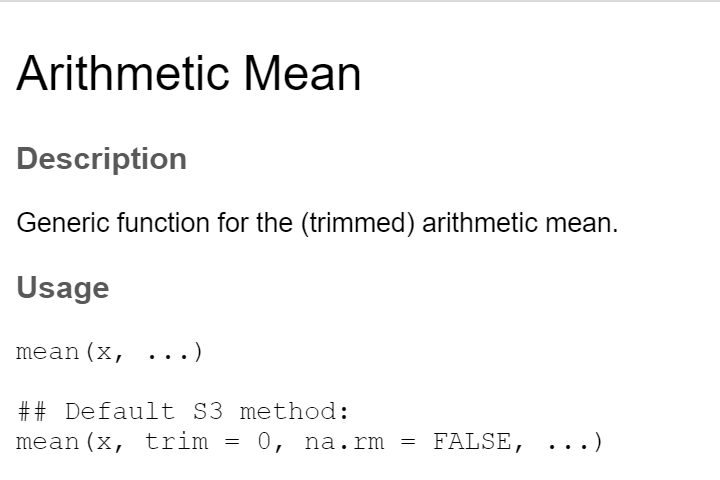 Arithmetic Mean
Description
Generic function for the (trimmed) arithmetic mean.
Usage
mean(x, ...)
## Default S3 method:
mean(x, trim = 0, na.rm = FALSE, ...)